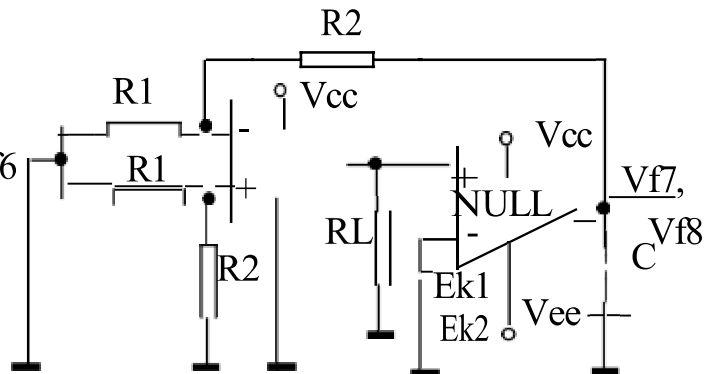 R2
R1
Vcc
-
Vcc
6
R1
+
+
Vf7,
NULL
RL
-
Vf8
R2
C
Ek1
Vee
Ek2